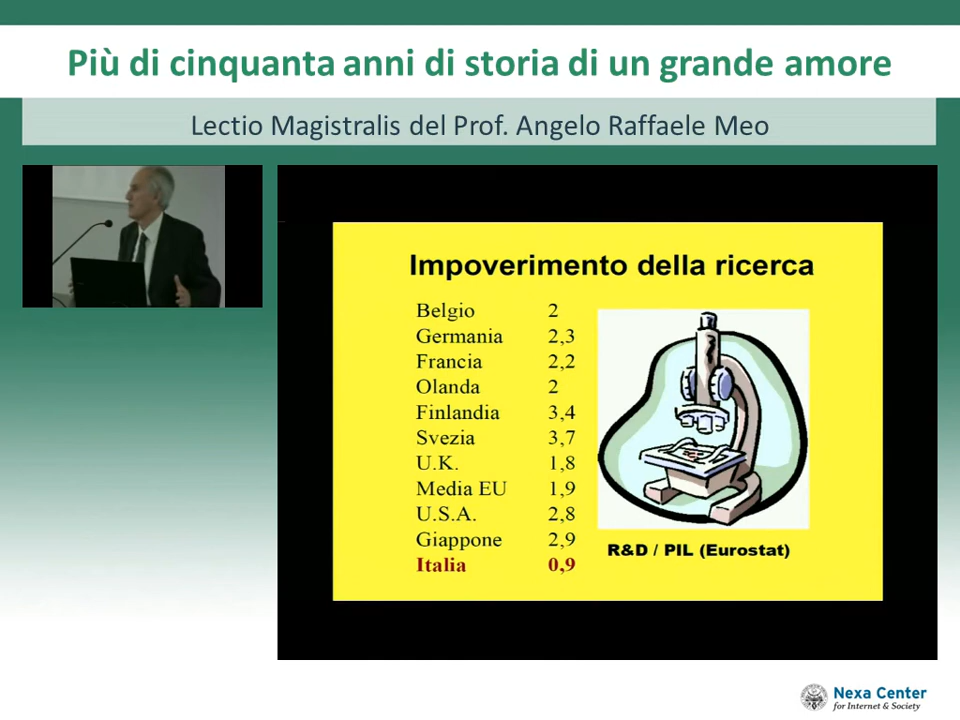 Più di cinquanta anni di storia di un grande amore
Lectio Magistralis del Prof. Angelo Raffaele Meo
Impoverimento della ricerca
Belgio 2
Germania 2,3
Francia 2,2
Olanda 2
Finlandia 3,4
Svezia 3,7
U.K. 1,8
Media EU 1,9
U.S.A. 2,8
Giappone 2,9
Italia 0,9
R&D / PIL (Eurostat)
Nexa Center
for Internet & Society